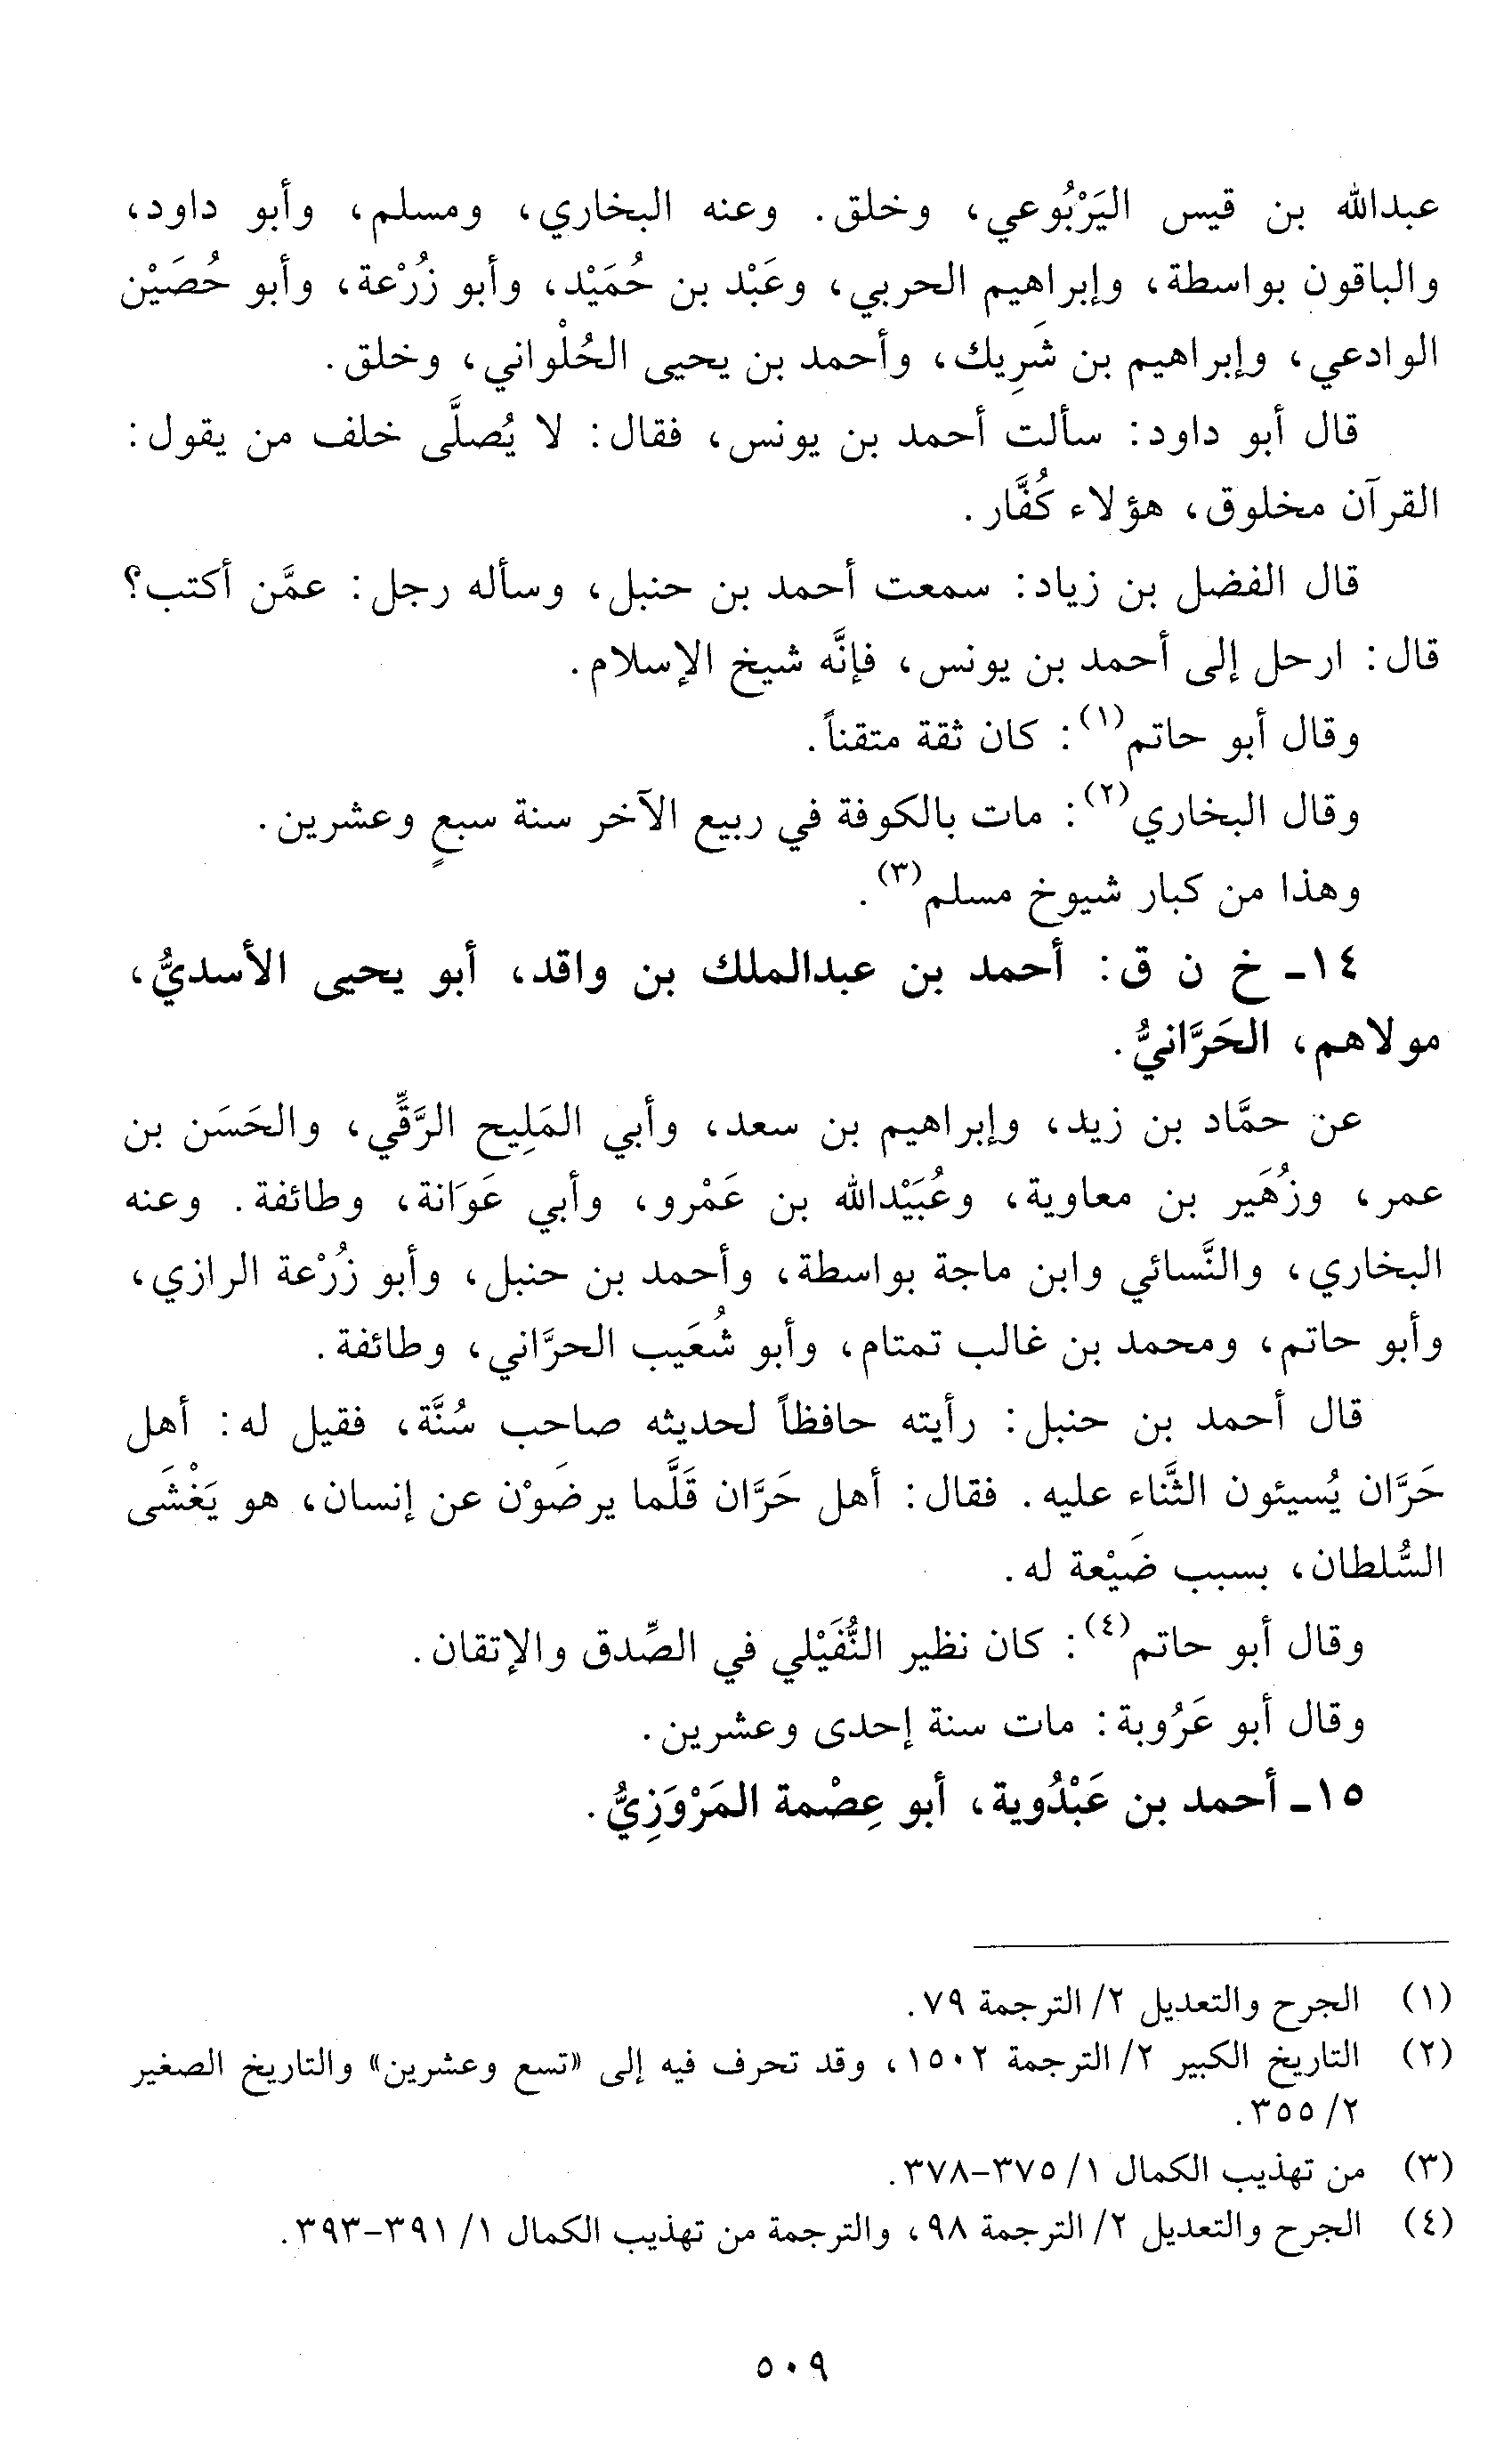 عبدالله بن قيس اليَرْبُوعي، وخلق. وعنه البخاري، ومسلم، وأبو داود،
والباقون بواسطة، وإبراهيم الحربي، وعَبْد بن حُمَيْد، وأبو زُرْعة، وأبو حُصَيْن
الوادعي، وإبراهيم بن شَرِيك، وأحمد بن يحيى الحُلْواني، وخلق.
قال أبو داود: سألت أحمد بن يونس، فقال: لا يُصلَّى خلف من يقول:
القرآن مخلوق، هؤلاء كُفَّار.
قال الفضل بن زياد: سمعت أحمد بن حنبل، وسأله رجل: عمَّن أكتب؟
قال: ارحل إلى أحمد بن يونس، فإنَّه شيخ الإسلام.
وقال أبو حاتم(١): كان ثقة متقناً.
وقال البخاري(٢): مات بالكوفة في ربيع الآخر سنة سبعٍ وعشرين.
وهذا من كبار شيوخ مسلم(٣).
١٤ـ خ ن ق: أحمد بن عبدالملك بن واقد، أبو يحيى الأسديُّ،
مولاهم، الحَرَّانيُّ.
عن حمَّاد بن زيد، وإبراهيم بن سعد، وأبي المَلِيح الرَّقِّي، والحَسَن بن
عمر، وزُهَير بن معاوية، وعُبَيْدالله بن عَمْرو، وأبي عَوَانة، وطائفة. وعنه
البخاري، والنَّسائي وابن ماجة بواسطة، وأحمد بن حنبل، وأبو زُرْعة الرازي،
وأبو حاتم، ومحمد بن غالب تمتام، وأبو شُعَيب الحرَّاني، وطائفة.
قال أحمد بن حنبل: رأيته حافظاً لحديثه صاحب سُنَّة، فقيل له: أهل
حَرَّان يُسيئون الثَّناء عليه. فقال: أهل حَرَّان قَلَّما يرضَوْن عن إنسان، هو يَغْشَى
السُّلطان، بسبب ضَيْعة له.
وقال أبو حاتم(٤): كان نظير النُّفَيْلي في الصِّدق والإتقان.
وقال أبو عَرُوبة: مات سنة إحدى وعشرين.
١٥ـ أحمد بن عَبْدُوية، أبو عِصْمة المَرْوَزِيُّ.
(١) الجرح والتعديل ٢/ الترجمة ٧٩.
(٢) التاريخ الكبير ٢/ الترجمة ١٥٠٢، وقد تحرف فيه إلى «تسع وعشرين» والتاريخ الصغير
٢/ ٣٥٥.
(٣) من تهذيب الكمال ١/ ٣٧٥-٣٧٨.
(٤) الجرح والتعديل ٢/ الترجمة ٩٨، والترجمة من تهذيب الكمال ١/ ٣٩١-٣٩٣.
٥٠٩